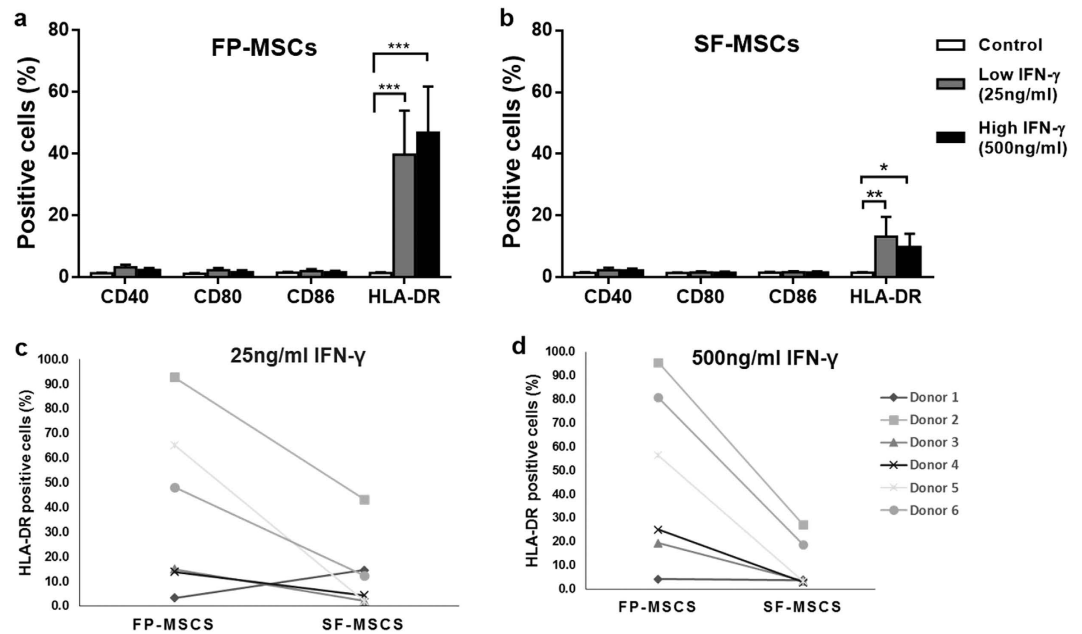 a
80
60
40
20
0
Positive cells (%)
FP-MSCs
***
***
CD40 CD80 CD86 HLA-DR
b
80
60
40
20
0
Positive cells (%)
SF-MSCs
*
**
CD40 CD80 CD86 HLA-DR
Control
Low IFN-γ
(25ng/ml)
High IFN-γ
(500ng/ml)
c
25ng/ml IFN-γ
HLA-DR positive cells (%)
100.0
90.0
80.0
70.0
60.0
50.0
40.0
30.0
20.0
10.0
0.0
FP-MSCS SF-MSCS
d
500ng/ml IFN-γ
HLA-DR positive cells (%)
100.0
90.0
80.0
70.0
60.0
50.0
40.0
30.0
20.0
10.0
0.0
FP-MSCS SF-MSCS
Donor 1
Donor 2
Donor 3
Donor 4
Donor 5
Donor 6